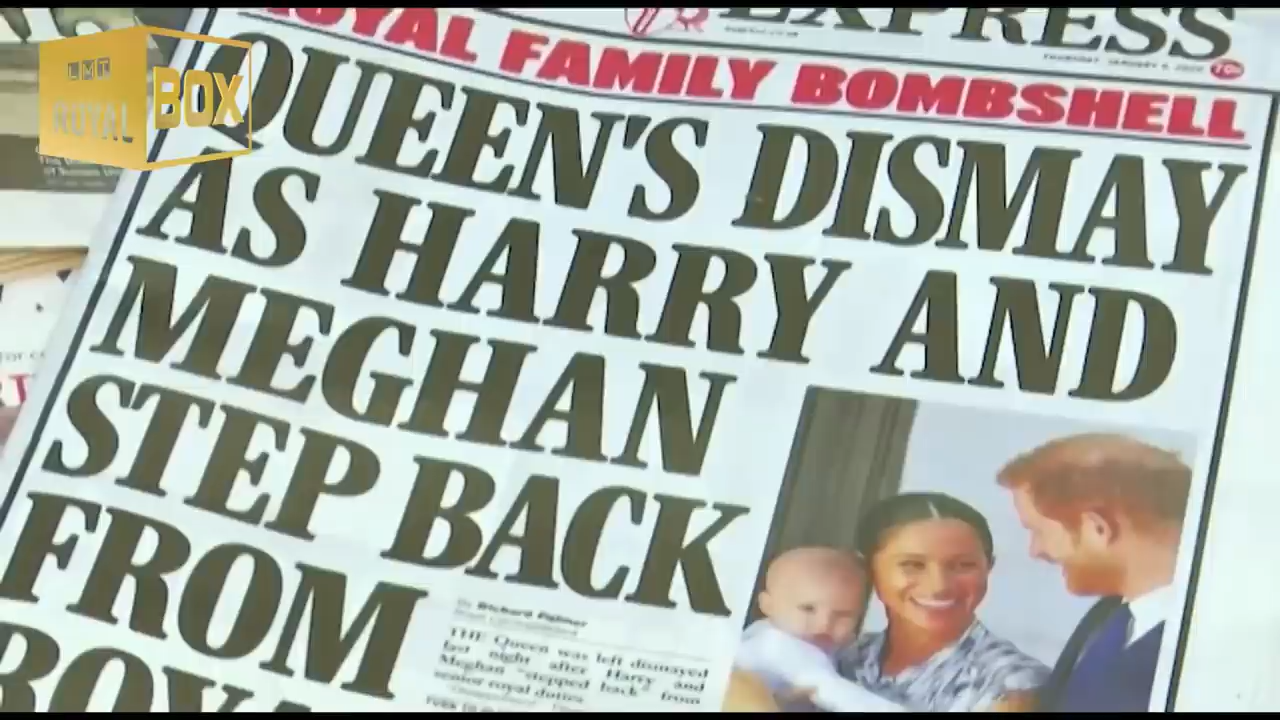 EXPRESS
LMT
ROYAL
BOX
ROYAL FAMILY BOMBSHELL
QUEEN'S DISMAY
AS HARRY AND
MEGHAN
STEP BACK
FROM
By Richard Palmer
THE Queen was left dismayed
last night after Harry and
Meghan "stepped back" from
senior royal duties.